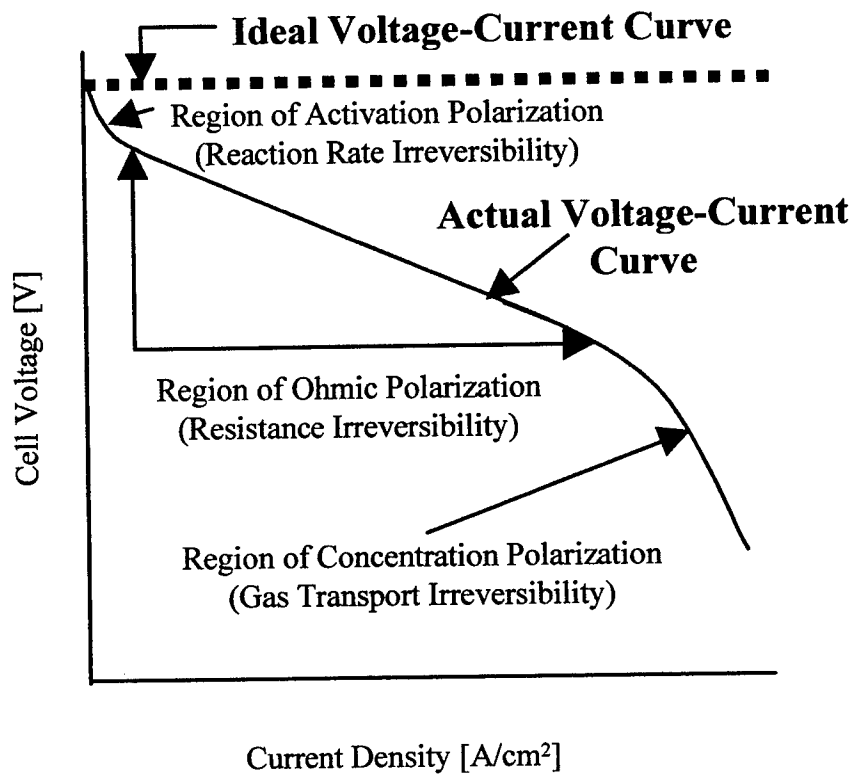 Ideal Voltage-Current Curve
Region of Activation Polarization
(Reaction Rate Irreversibility)
Actual Voltage-Current
Curve
Cell Voltage [V]
Region of Ohmic Polarization
(Resistance Irreversibility)
Region of Concentration Polarization
(Gas Transport Irreversibility)
Current Density [A/cm²]